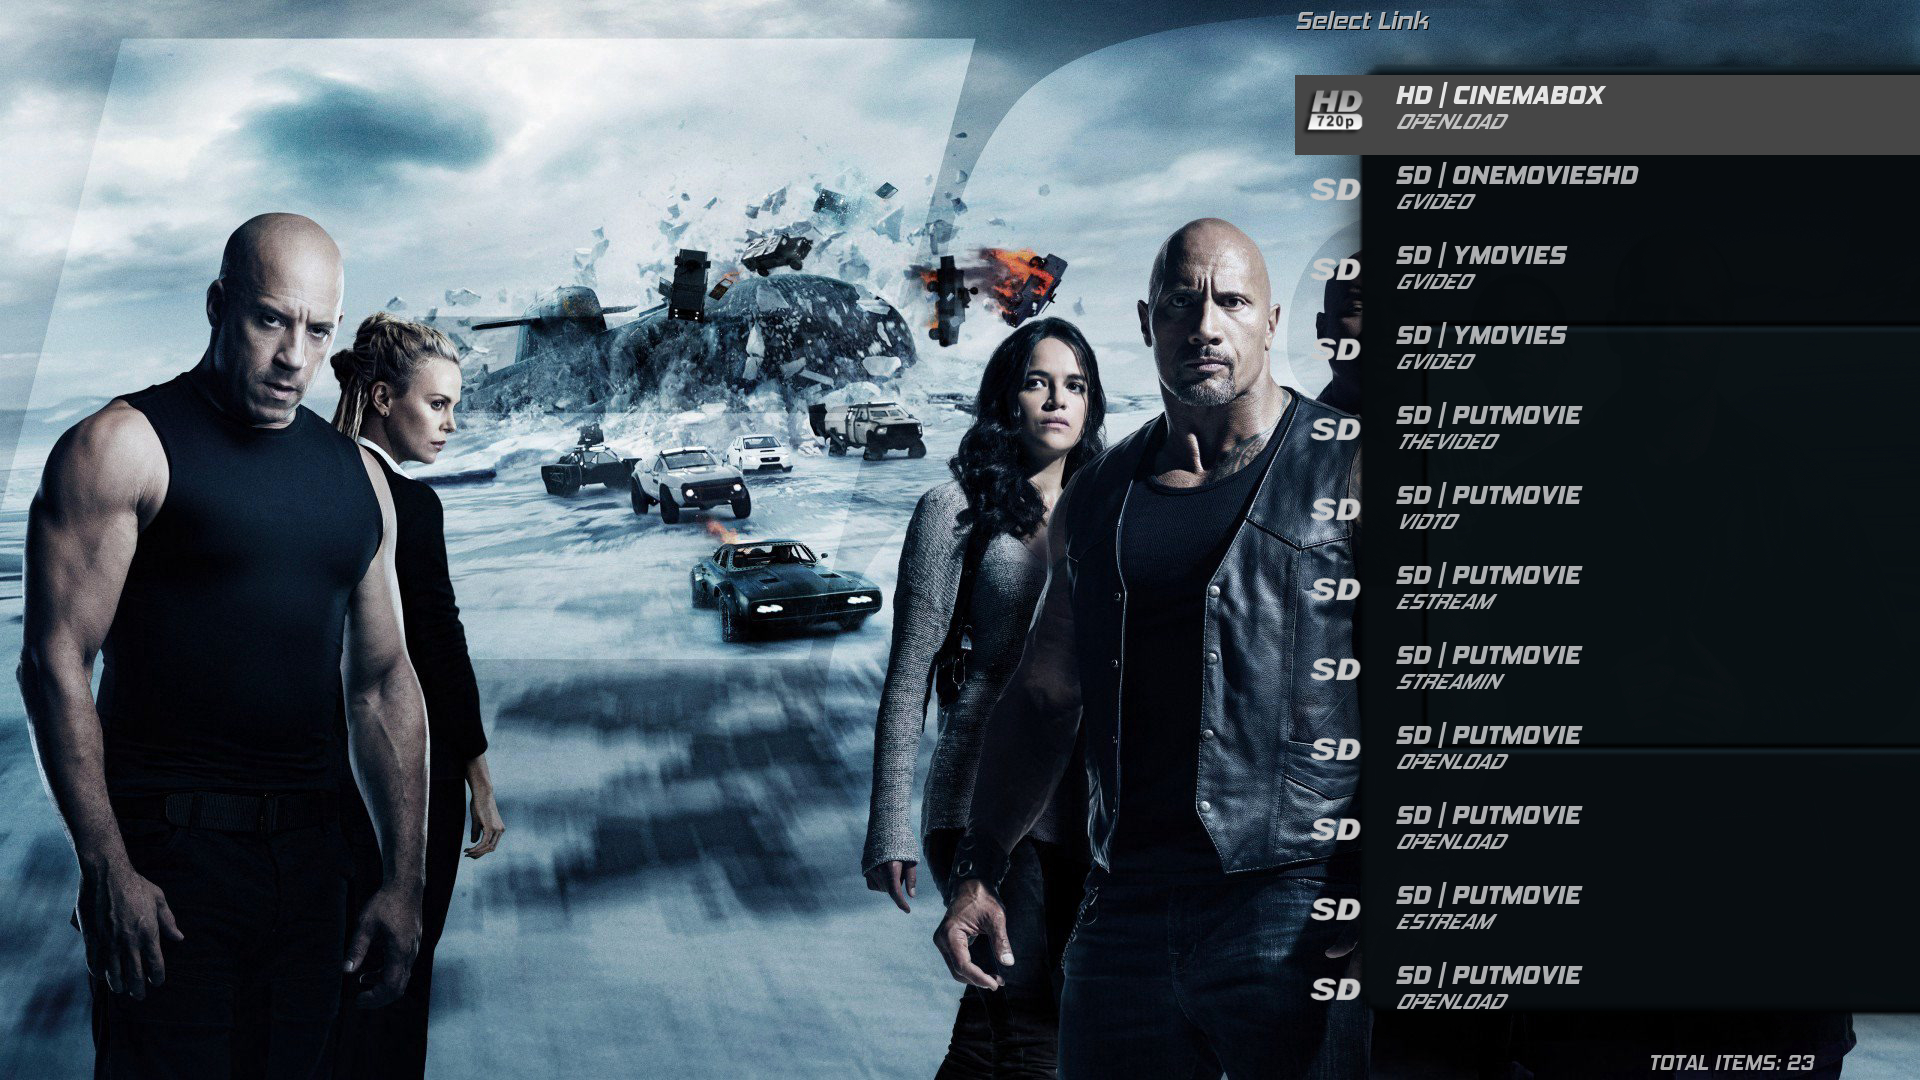 Select Link
HD
720p
HD | CINEMABOX
OPENLOAD
SD
SD | ONEMOVIESHD
GVIDEO
SD
SD | YMOVIES
GVIDEO
SD
SD | YMOVIES
GVIDEO
SD
SD | PUTMOVIE
THEVIDEO
SD
SD | PUTMOVIE
VIDTO
SD
SD | PUTMOVIE
ESTREAM
SD
SD | PUTMOVIE
STREAMIN
SD
SD | PUTMOVIE
OPENLOAD
SD
SD | PUTMOVIE
OPENLOAD
SD
SD | PUTMOVIE
ESTREAM
SD
SD | PUTMOVIE
OPENLOAD
TOTAL ITEMS: 23